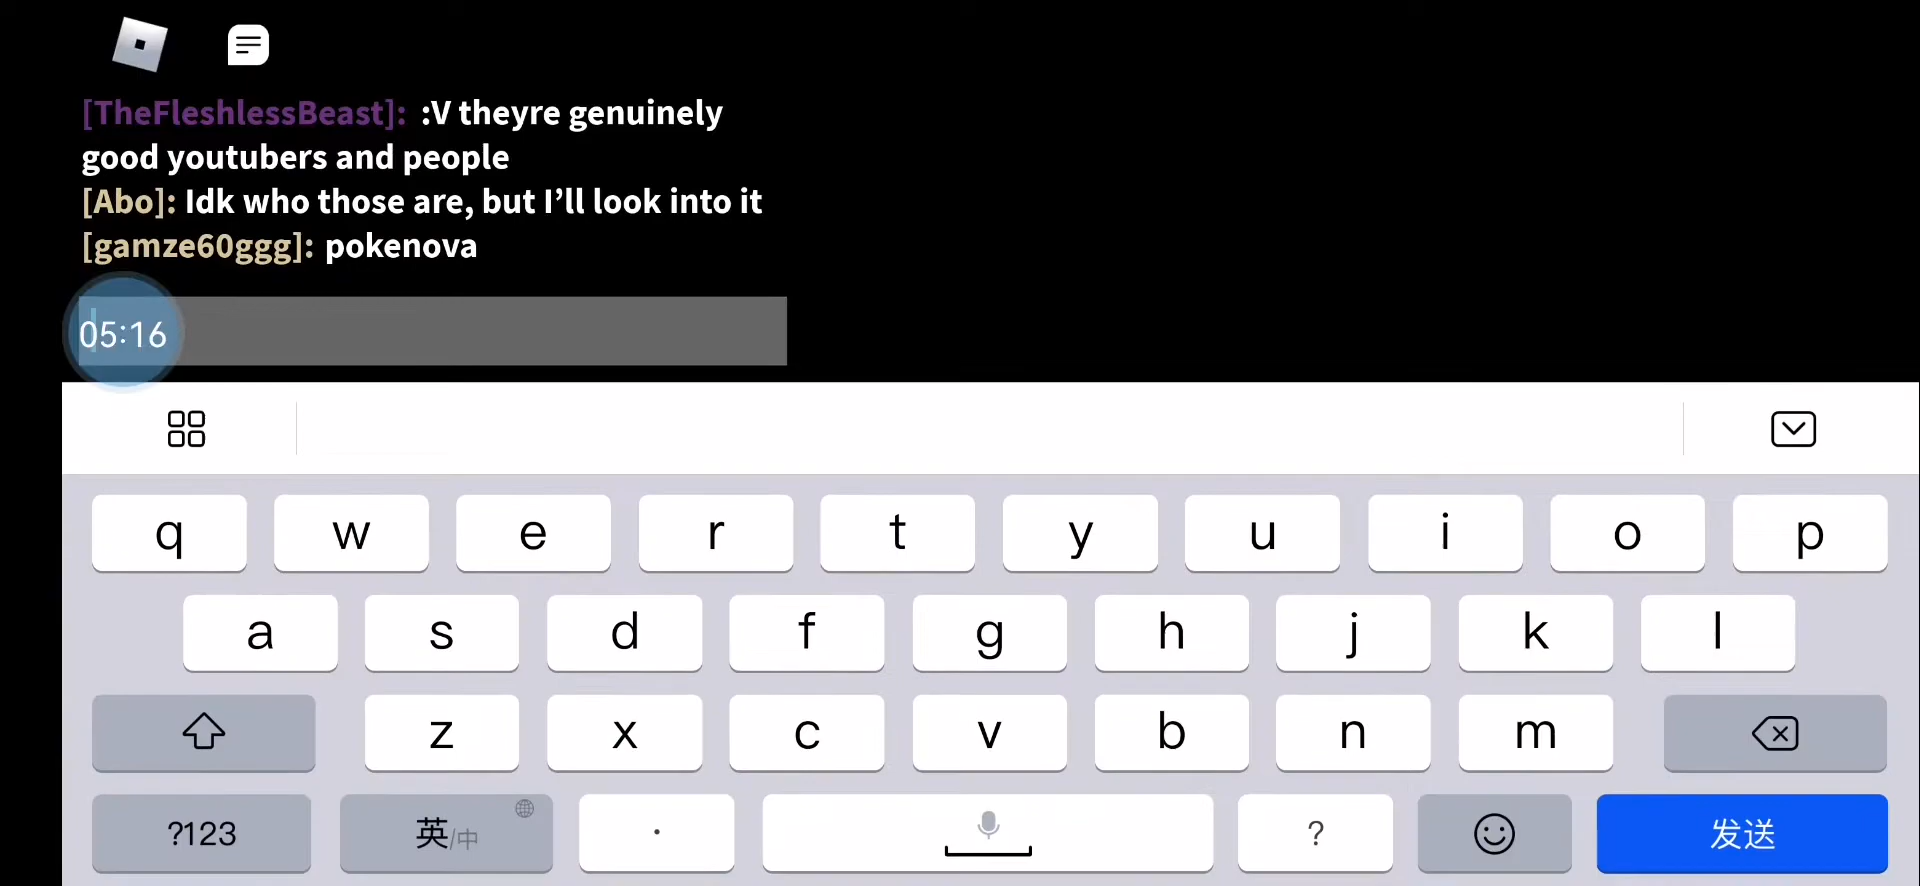 [TheFleshlessBeast]: :V theyre genuinely
good youtubers and people
[Abo]: Idk who those are, but I’ll look into it
[gamze60ggg]: pokenova
05:16
q w e r t y u i o p
a s d f g h j k l
z x c v b n m
?123 英/中 . ? 发送